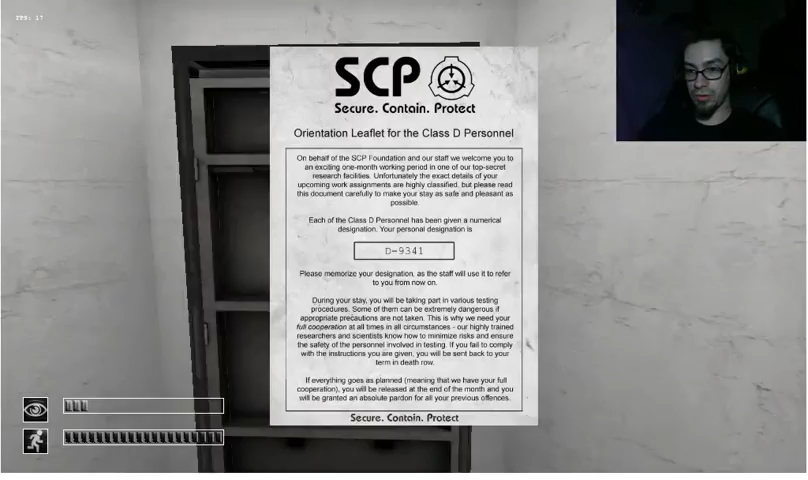 FPS: 17
SCP
Secure. Contain. Protect
Orientation Leaflet for the Class D Personnel
On behalf of the SCP Foundation and our staff we welcome you to
an exciting one-month working period in one of our top-secret
research facilities. Unfortunately the exact details of your
upcoming work assignments are highly classified, but please read
this document carefully to make your stay as safe and pleasant as
possible.
Each of the Class D Personnel has been given a numerical
designation. Your personal designation is
D-9341
Please memorize your designation, as the staff will use it to refer
to you from now on.
During your stay, you will be taking part in various testing
procedures. Some of them can be extremely dangerous if
appropriate precautions are not taken. This is why we need your
full cooperation at all times in all circumstances - our highly trained
researchers and scientists know how to minimize risks and ensure
the safety of the personnel involved in testing. If you fail to comply
with the instructions you are given, you will be sent back to your
term in death row.
If everything goes as planned (meaning that we have your full
cooperation), you will be released at the end of the month and you
will be granted an absolute pardon for all your previous offences.
Secure. Contain. Protect